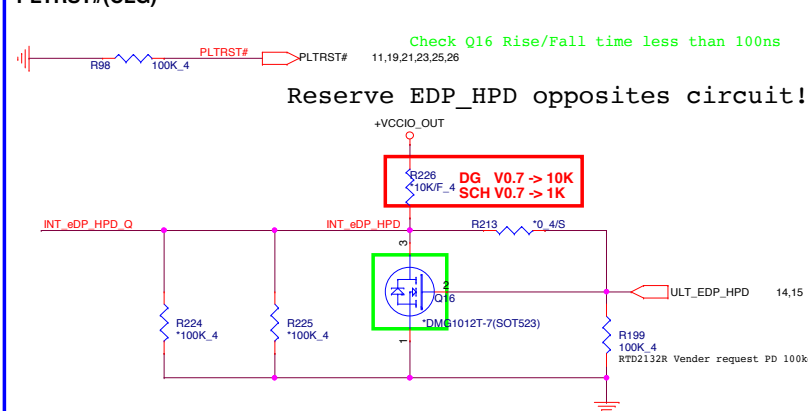 Check Q16 Rise/Fall time less than 100ns
PLTRST#
PLTRST# 11,19,21,23,25,26
R98 100K_4
Reserve EDP_HPD opposites circuit!
+VCCIO_OUT
R226
*10K/F_4
DG V0.7 -> 10K
SCH V0.7 -> 1K
INT_eDP_HPD_Q
INT_eDP_HPD
R213 *0_4/S
3
2
Q16
ULT_EDP_HPD 14,15
*DMG1012T-7(SOT523)
R224
*100K_4
R225
*100K_4
1
R199
100K_4
RTD2132R Vender request PD 100k